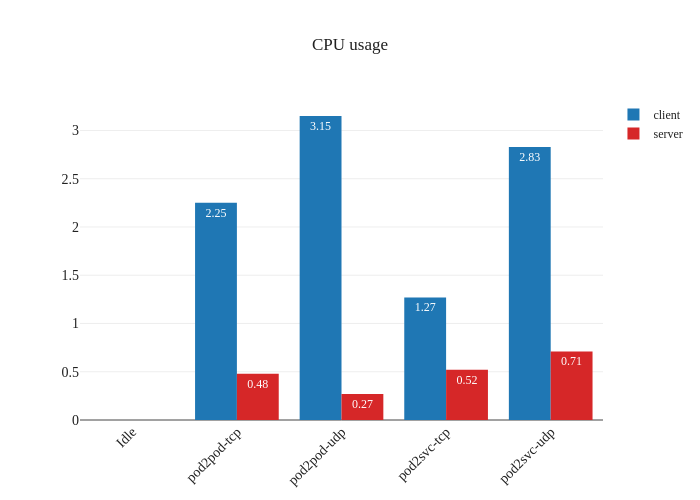 CPU usage
client
server
3
2.5
2
1.5
1
0.5
0
2.25
0.48
3.15
0.27
1.27
0.52
2.83
0.71
Idle
pod2pod-tcp
pod2pod-udp
pod2svc-tcp
pod2svc-udp